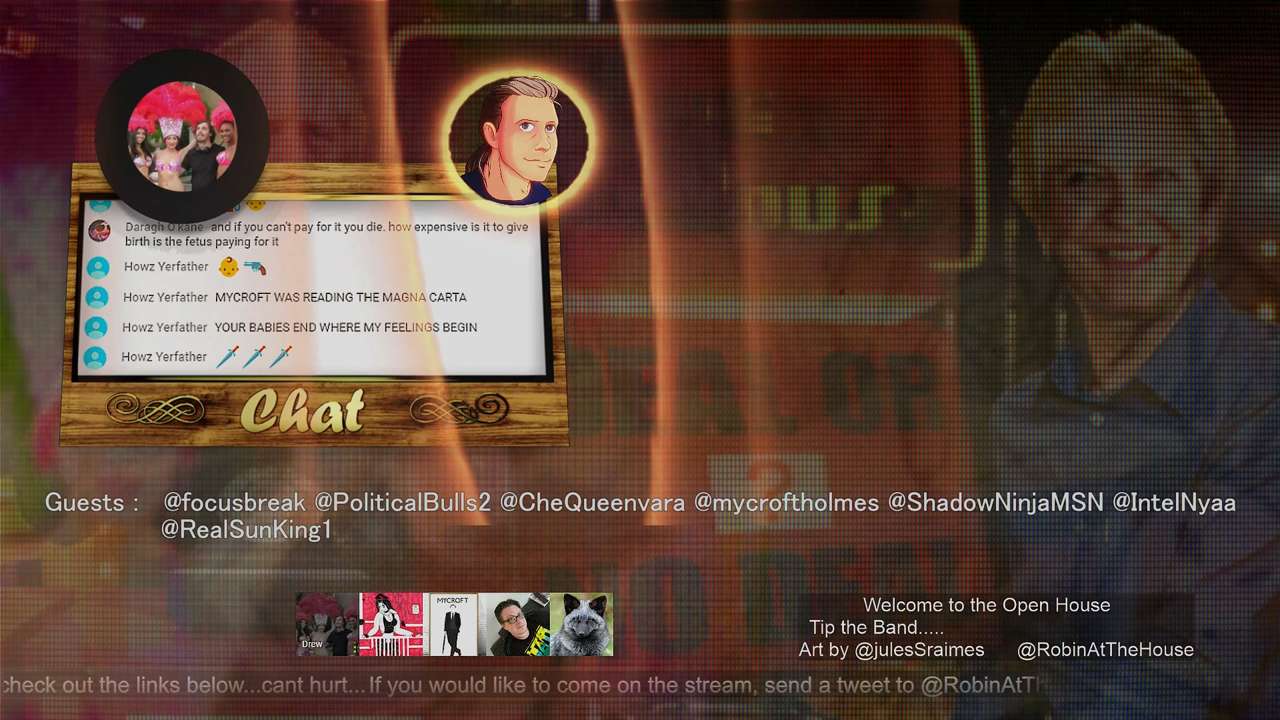 Daragh O'kane and if you can't pay for it you die. how expensive is it to give
birth is the fetus paying for it
Howz Yerfather 👶 🔫
Howz Yerfather MYCROFT WAS READING THE MAGNA CARTA
Howz Yerfather YOUR BABIES END WHERE MY FEELINGS BEGIN
Howz Yerfather 🗡 🗡 🗡
Chat
DEAL OR
?
NO DEAL
Guests : @focusbreak @PoliticalBulls2 @CheQueenvara @mycroftholmes @ShadowNinjaMSN @IntelNyaa
@RealSunKing1
Drew
MYCROFT
Welcome to the Open House
Tip the Band.....
Art by @julesSraimes @RobinAtTheHouse
check out the links below...cant hurt... If you would like to come on the stream, send a tweet to @RobinAtTh